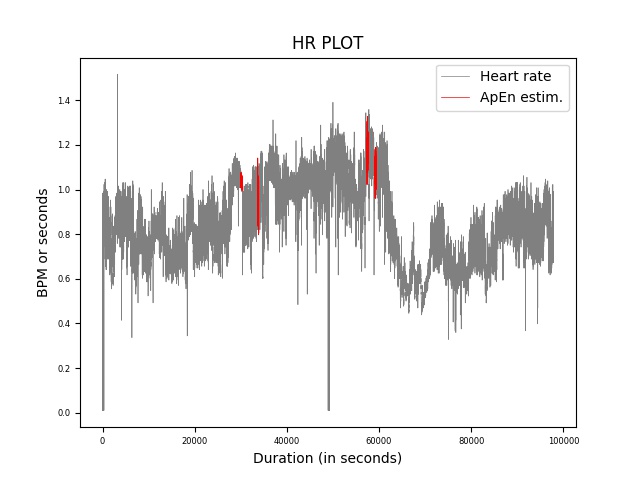 HR PLOT
Heart rate
ApEn estim.
BPM or seconds
1.4
1.2
1.0
0.8
0.6
0.4
0.2
0.0
0 20000 40000 60000 80000 100000
Duration (in seconds)